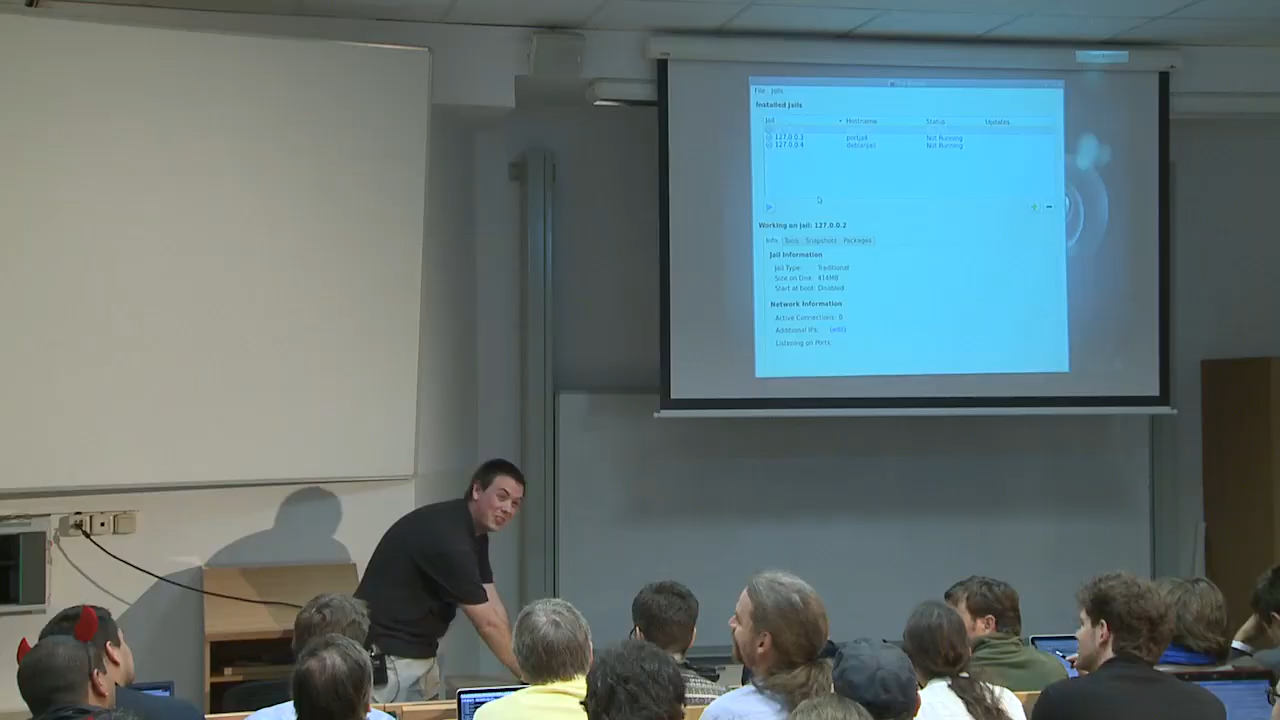 File Jails
Installed Jails
Jail Hostname Status Updates
127.0.0.3 portjail Not Running
127.0.0.4 debianjail Not Running
Working on jail: 127.0.0.2
Info Tools Snapshots Packages
Jail Information
Jail Type: Traditional
Size on Disk: 414MB
Start at boot: Disabled
Network Information
Active Connections: 0
Additional IPs: (edit)
Listening on Ports: